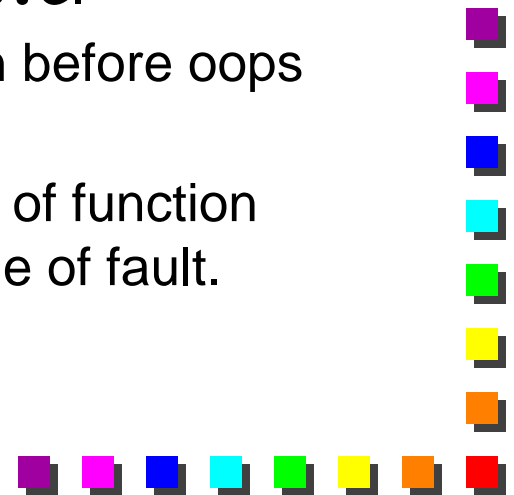 n before oops
of function
e of fault.